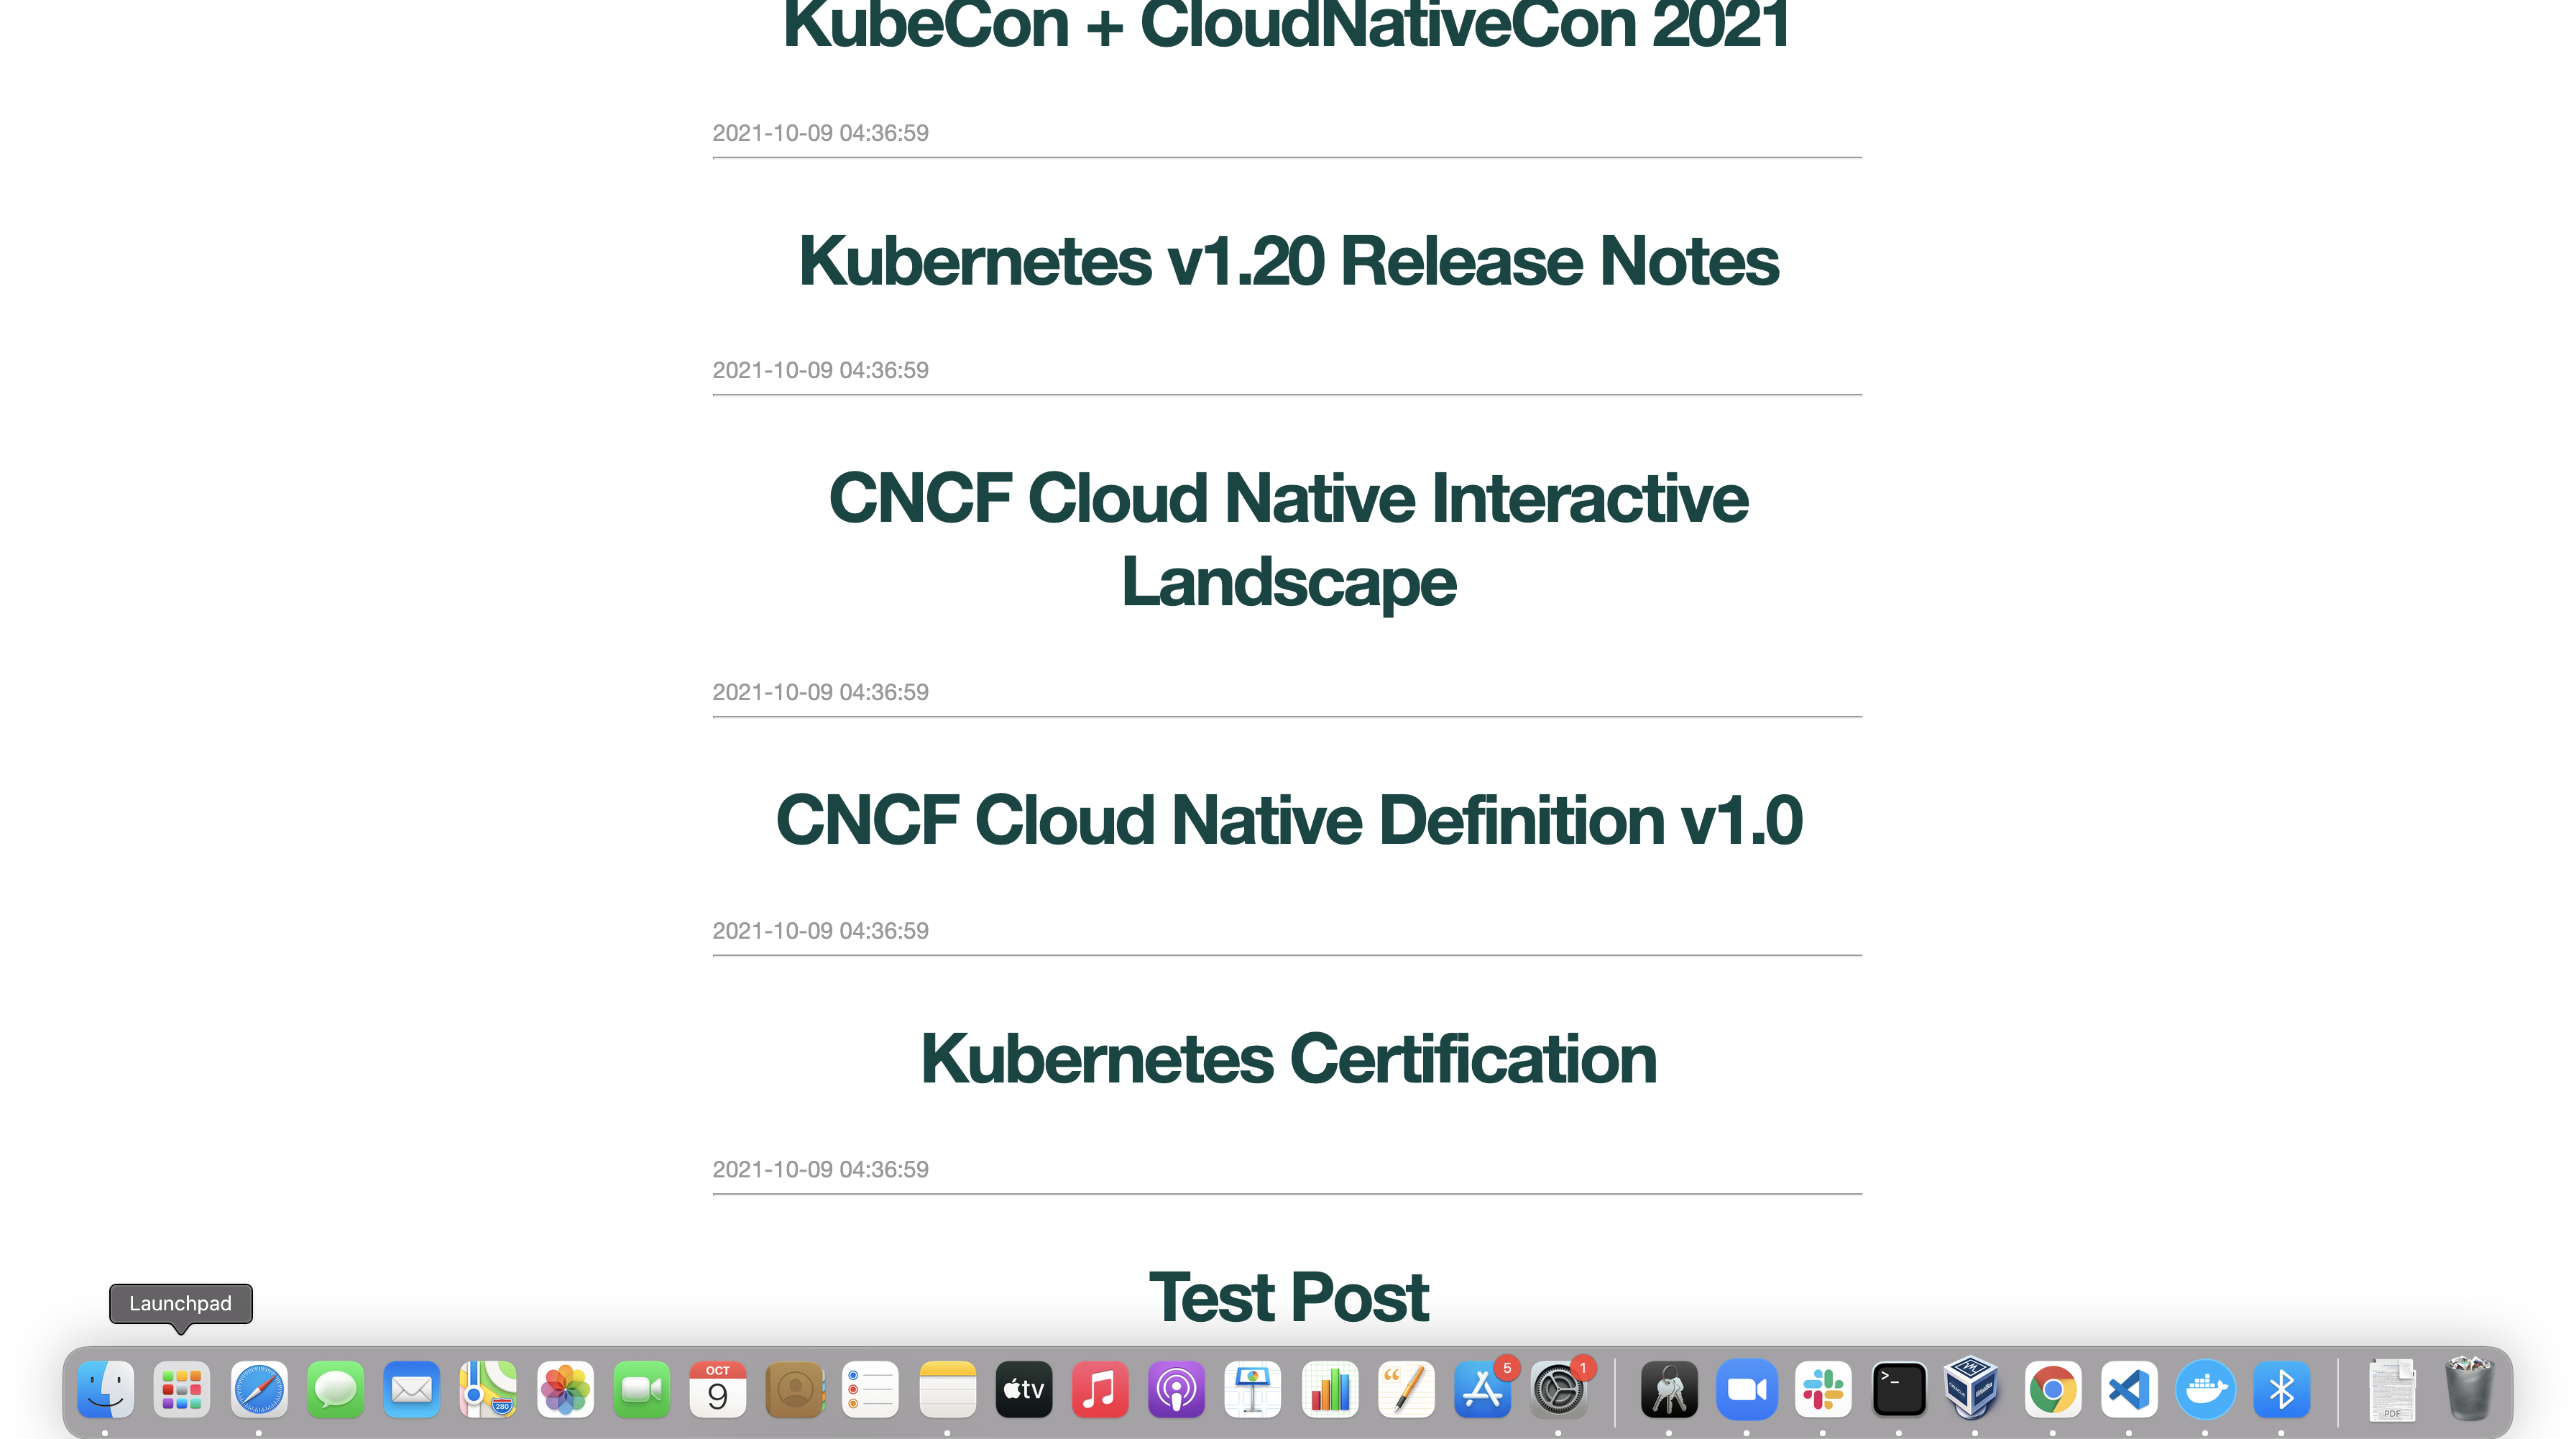 KubeCon + CloudNativeCon 2021
2021-10-09 04:36:59
Kubernetes v1.20 Release Notes
2021-10-09 04:36:59
CNCF Cloud Native Interactive
Landscape
2021-10-09 04:36:59
CNCF Cloud Native Definition v1.0
2021-10-09 04:36:59
Kubernetes Certification
2021-10-09 04:36:59
Test Post
Launchpad
280
OCT
9
tv
5
1
>_
PDF